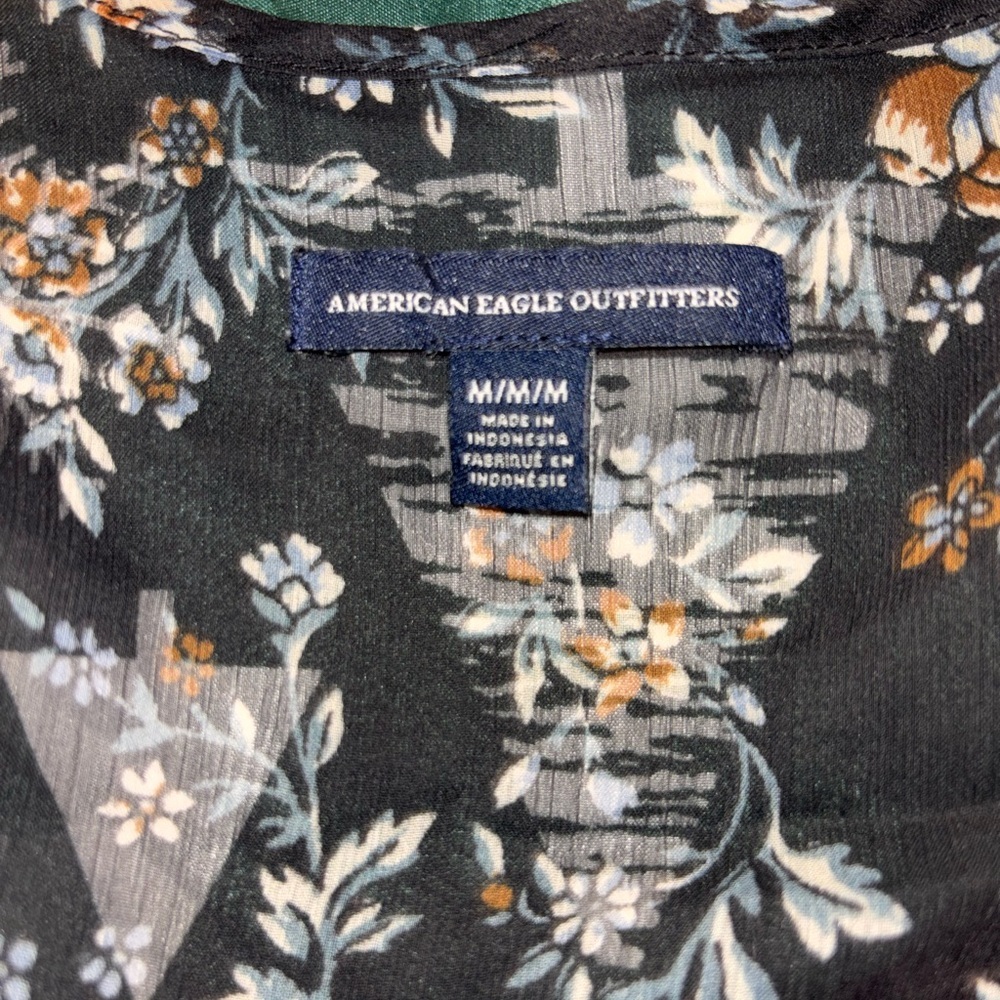 AMERICAN EAGLE OUTFITTERS
M/M/M
MADE IN
INDONESIA
FABRIQUÉ EN
INDONÉSIE